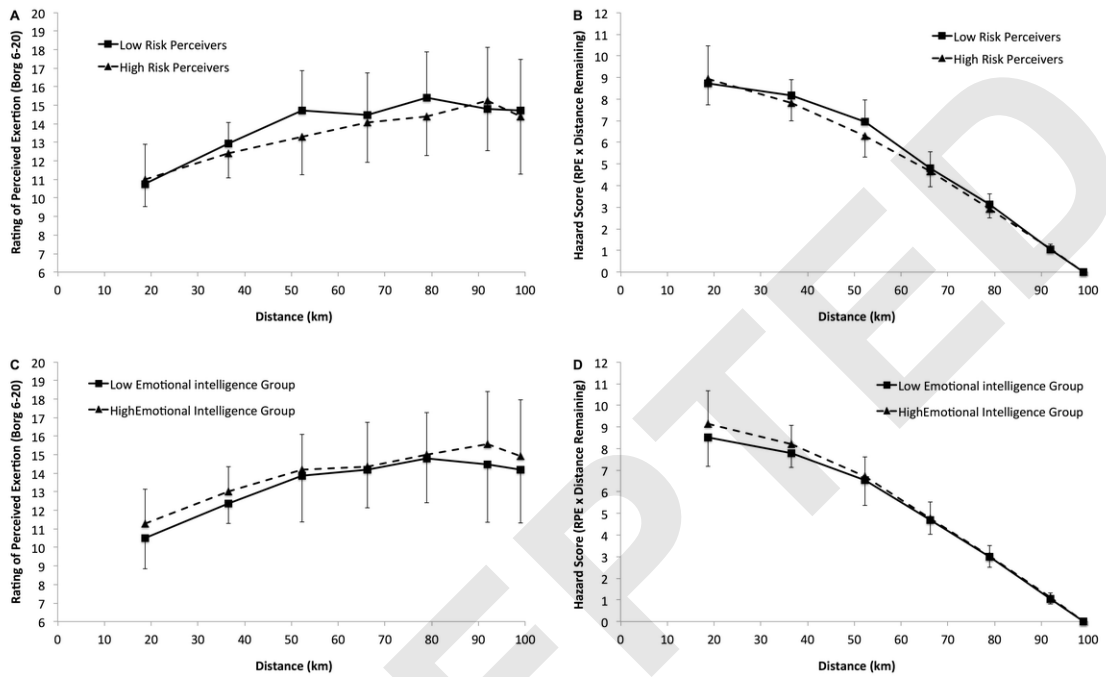 A
Rating of Perceived Exertion (Borg 6-20)
20
19
18
17
16
15
14
13
12
11
10
9
8
7
6
Low Risk Perceivers
High Risk Perceivers
0 10 20 30 40 50 60 70 80 90 100
Distance (km)
B
Hazard Score (RPE x Distance Remaining)
12
11
10
9
8
7
6
5
4
3
2
1
0
Low Risk Perceivers
High Risk Perceivers
0 10 20 30 40 50 60 70 80 90 100
Distance (km)
C
Rating of Perceived Exertion (Borg 6-20)
20
19
18
17
16
15
14
13
12
11
10
9
8
7
6
Low Emotional intelligence Group
HighEmotional Intelligence Group
0 10 20 30 40 50 60 70 80 90 100
Distance (km)
D
Hazard Score (RPE x Distance Remaining)
12
11
10
9
8
7
6
5
4
3
2
1
0
Low Emotional intelligence Group
HighEmotional Intelligence Group
0 10 20 30 40 50 60 70 80 90 100
Distance (km)
EPTED